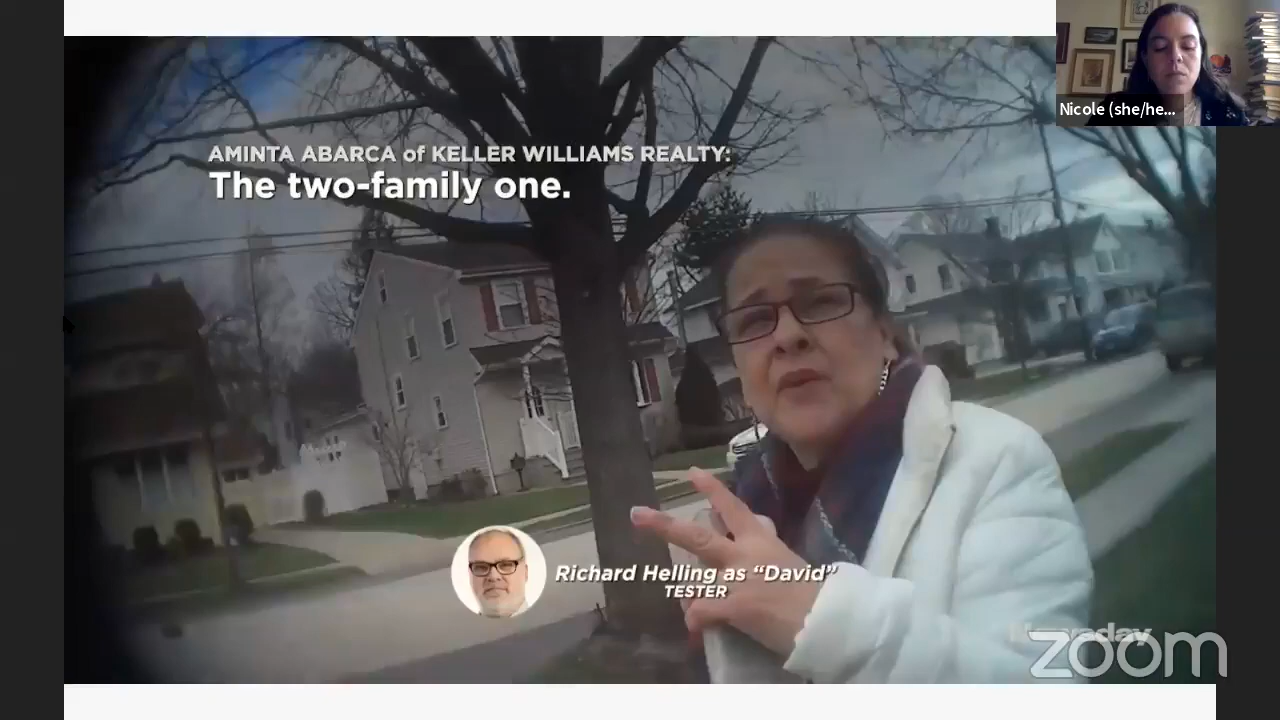 Nicole (she/he...
AMINTA ABARCA of KELLER WILLIAMS REALTY:
The two-family one.
Richard Helling as “David”
TESTER
Newsday
zoom